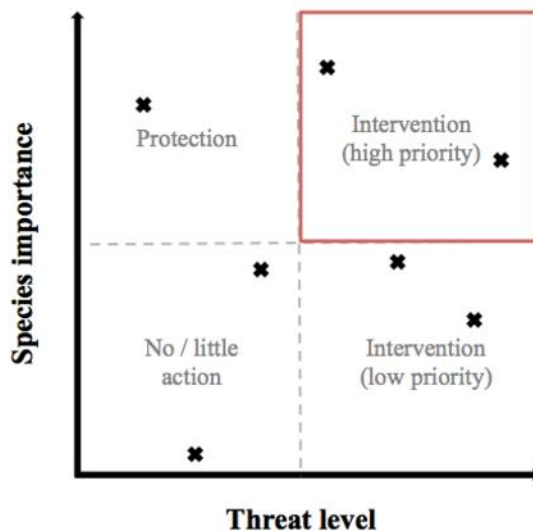 Species importance
Protection
Intervention
(high priority)
No / little
action
Intervention
(low priority)
Threat level